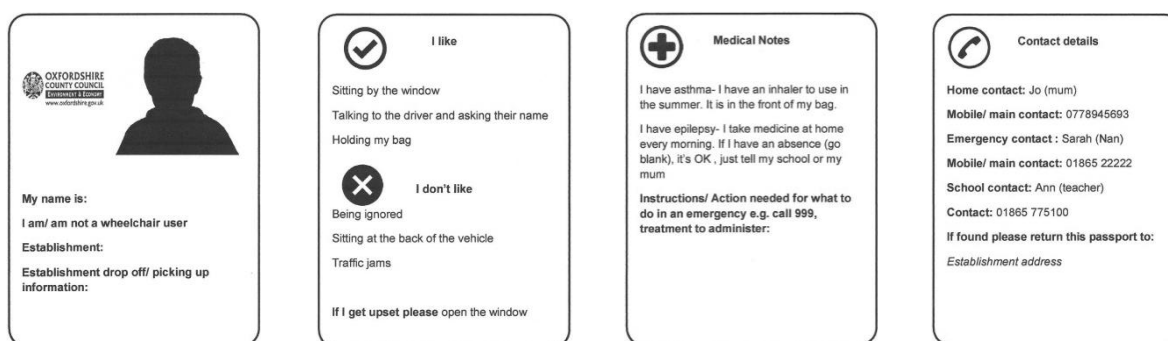 OXFORDSHIRE
COUNTY COUNCIL
ENVIRONMENT & ECONOMY
www.oxfordshire.gov.uk
My name is:
I am/ am not a wheelchair user
Establishment:
Establishment drop off/ picking up
information:
I like
Sitting by the window
Talking to the driver and asking their name
Holding my bag
I don't like
Being ignored
Sitting at the back of the vehicle
Traffic jams
If I get upset please open the window
Medical Notes
I have asthma- I have an inhaler to use in
the summer. It is in the front of my bag.
I have epilepsy- I take medicine at home
every morning. If I have an absence (go
blank), it's OK , just tell my school or my
mum
Instructions/ Action needed for what to
do in an emergency e.g. call 999,
treatment to administer:
Contact details
Home contact: Jo (mum)
Mobile/ main contact: 0778945693
Emergency contact : Sarah (Nan)
Mobile/ main contact: 01865 22222
School contact: Ann (teacher)
Contact: 01865 775100
If found please return this passport to:
Establishment address